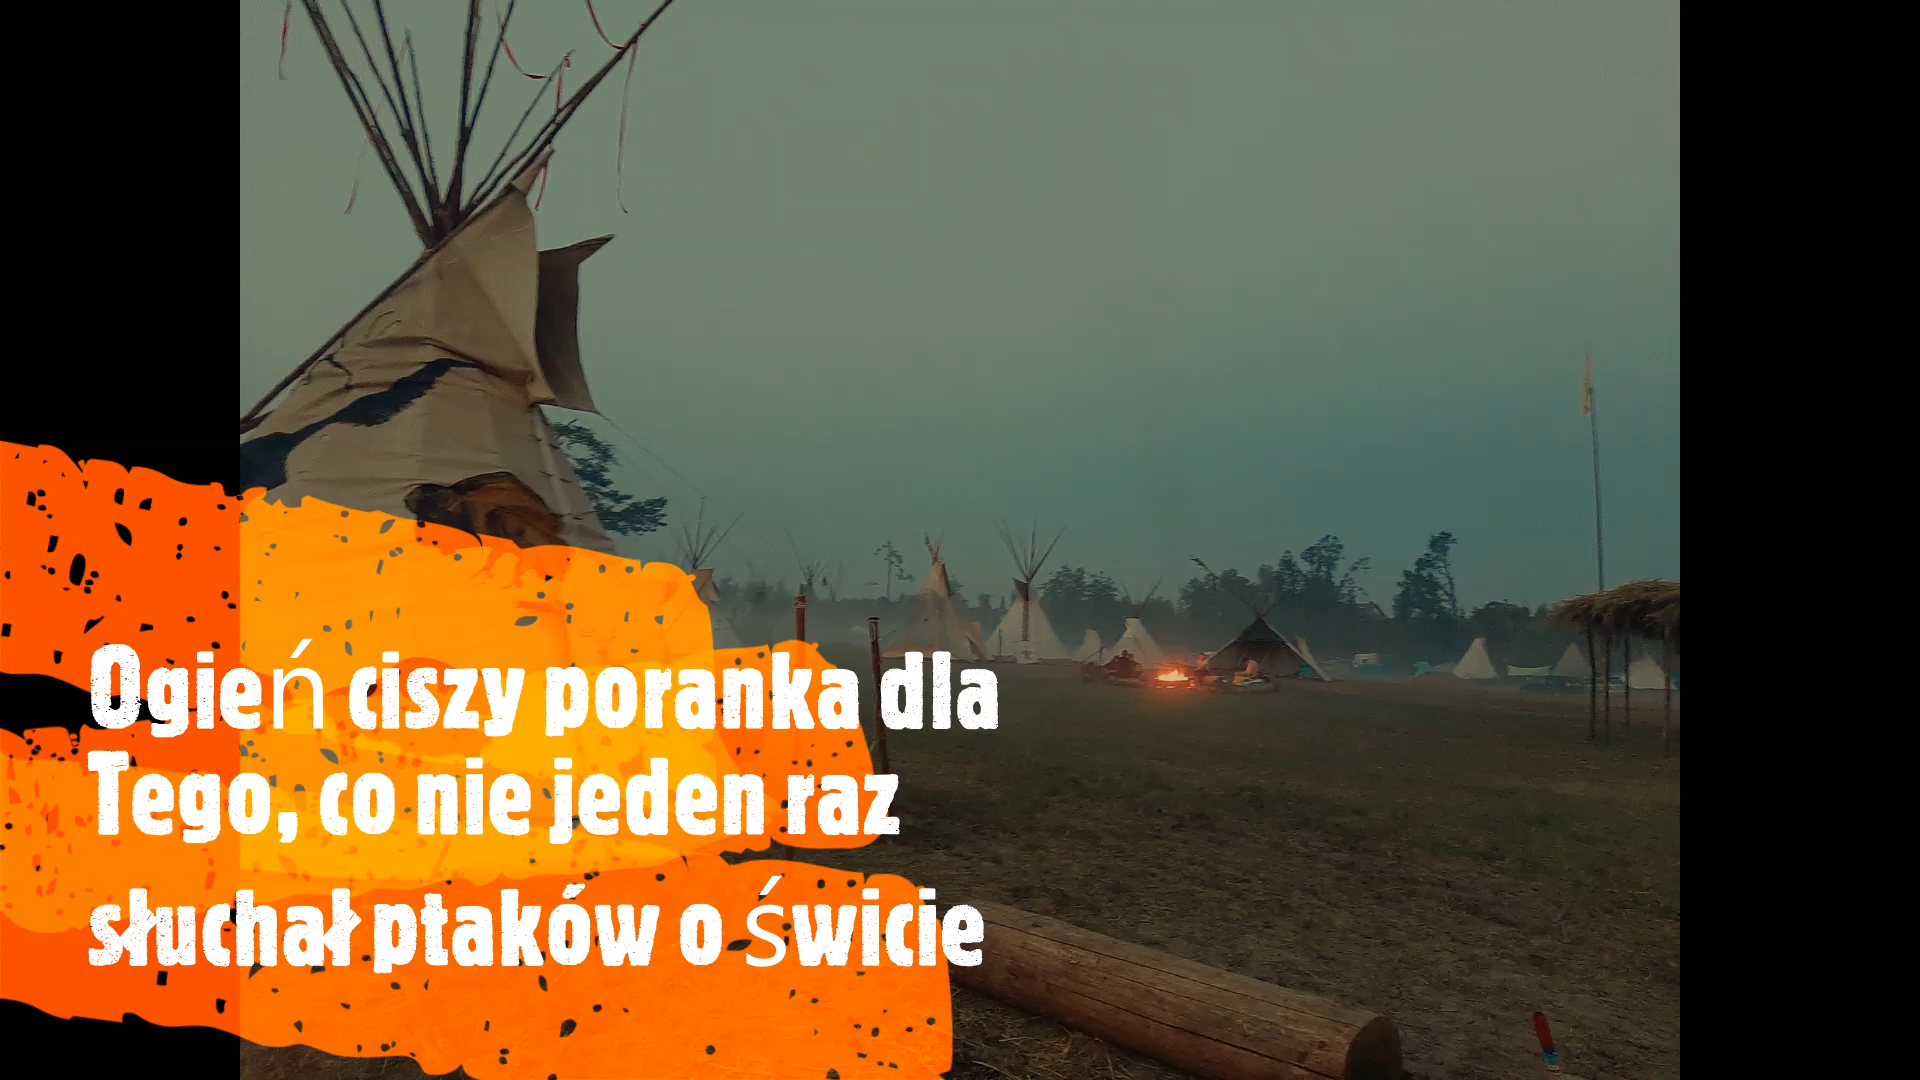 Ogień ciszy poranka dla
Tego, co nie jeden raz
słuchał ptaków o świcie